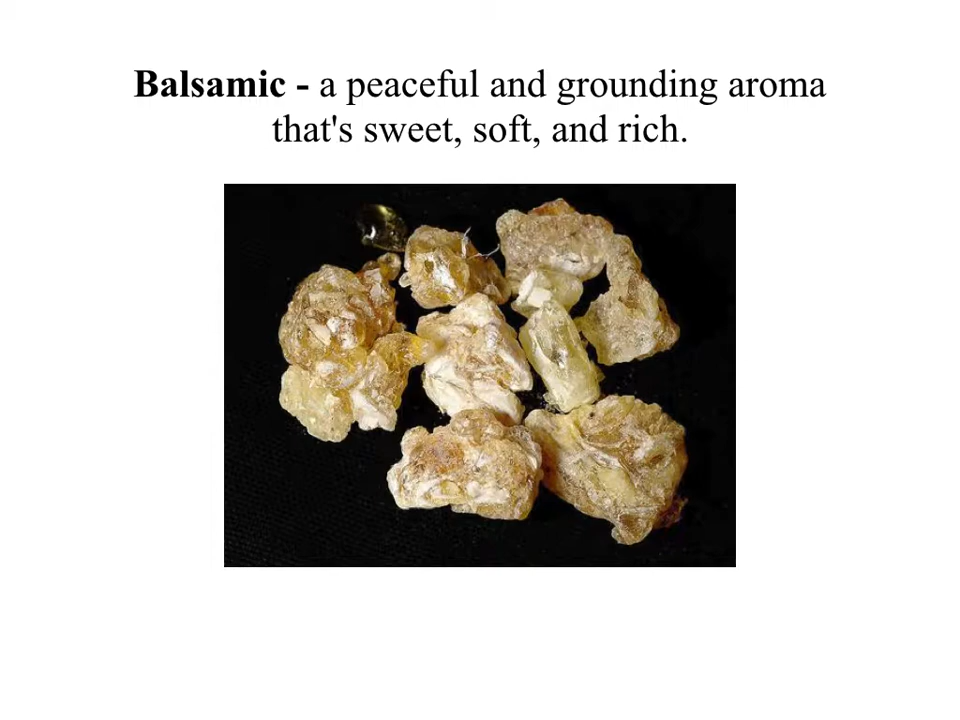 Balsamic - a peaceful and grounding aroma
that's sweet, soft, and rich.